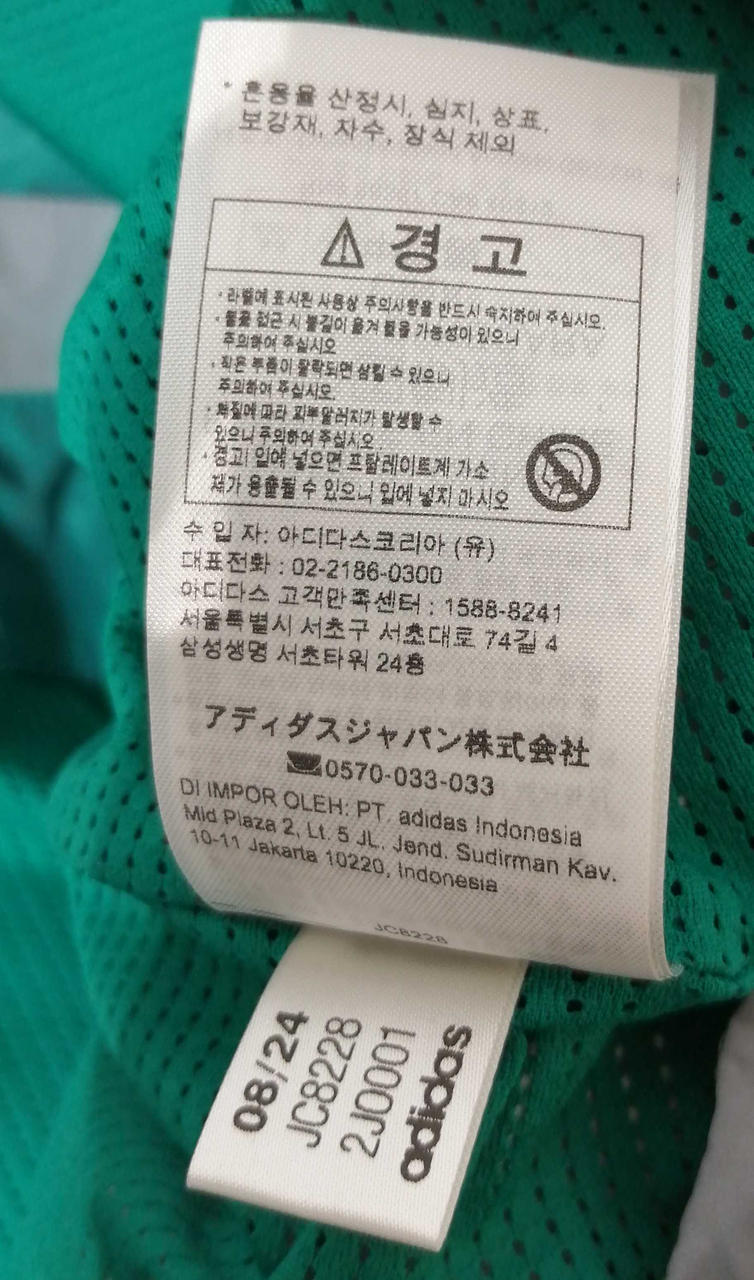 * 혼용율 산정시, 심지, 상표,
보강재, 자수, 장식 제외
경 고
· 라벨에 표시된 사용상 주의사항을 반드시 숙지하여 주십시오.
· 불꽃 접근 시 불길이 옮겨 붙을 가능성이 있으니
주의하여 주십시오
· 작은 부품이 탈락되면 삼킬 수 있으니
주의하여 주십시오.
· 체질에 따라 피부알러지가 발생할 수
있으니 주의하여 주십시오
· 경고! 입에 넣으면 프탈레이트계 가소
제가 용출될 수 있으니 입에 넣지 마시오
수 입 자: 아디다스코리아 (유)
대표전화 : 02-2186-0300
아디다스 고객만족센터 : 1588-8241
서울특별시 서초구 서초대로 74길 4
삼성생명 서초타워 24층
アディダスジャパン株式会社
0570-033-033
DI IMPOR OLEH: PT. adidas Indonesia
Mid Plaza 2, Lt. 5 JL. Jend. Sudirman Kav.
10-11 Jakarta 10220, Indonesia
JC8228
08/24
JC8228
2J0001
adidas